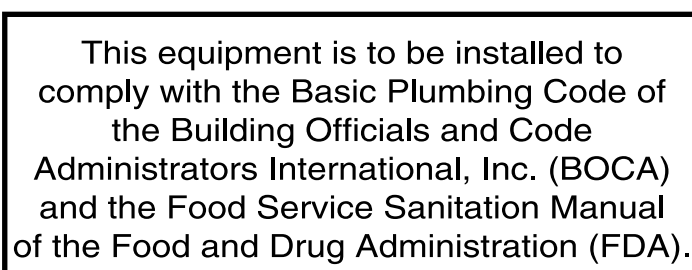 This equipment is to be installed to
comply with the Basic Plumbing Code of
the Building Officials and Code
Administrators International, Inc. (BOCA)
and the Food Service Sanitation Manual
of the Food and Drug Administration (FDA).